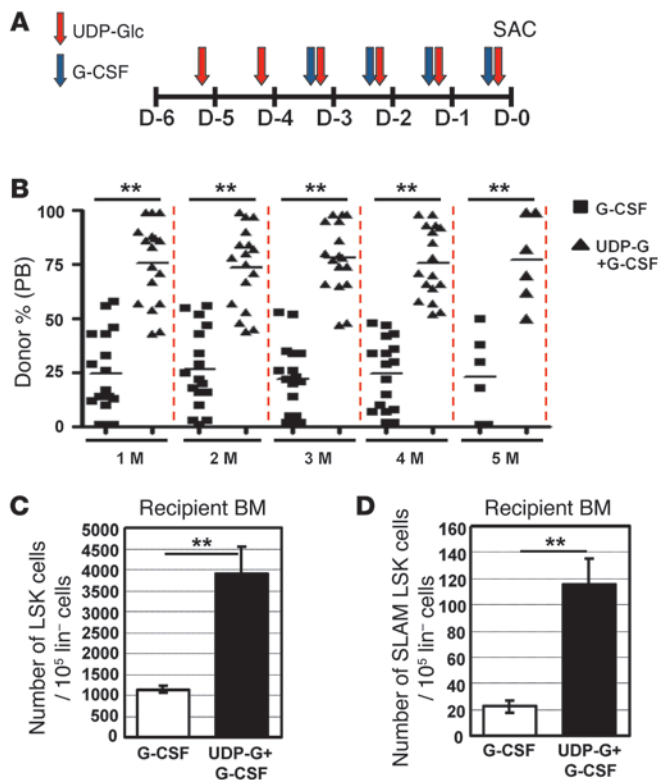 A
UDP-Glc
G-CSF
SAC
D-6 D-5 D-4 D-3 D-2 D-1 D-0
B
** ** ** ** **
Donor % (PB)
100
75
50
25
0
1 M 2 M 3 M 4 M 5 M
G-CSF
UDP-G
+G-CSF
C
Recipient BM
Number of LSK cells
/ 10⁵ lin⁻ cells
5000
4500
4000
3500
3000
2500
2000
1500
1000
500
0
**
G-CSF UDP-G+
G-CSF
D
Recipient BM
Number of SLAM LSK cells
/ 10⁵ lin⁻ cells
160
140
120
100
80
60
40
20
0
**
G-CSF UDP-G+
G-CSF